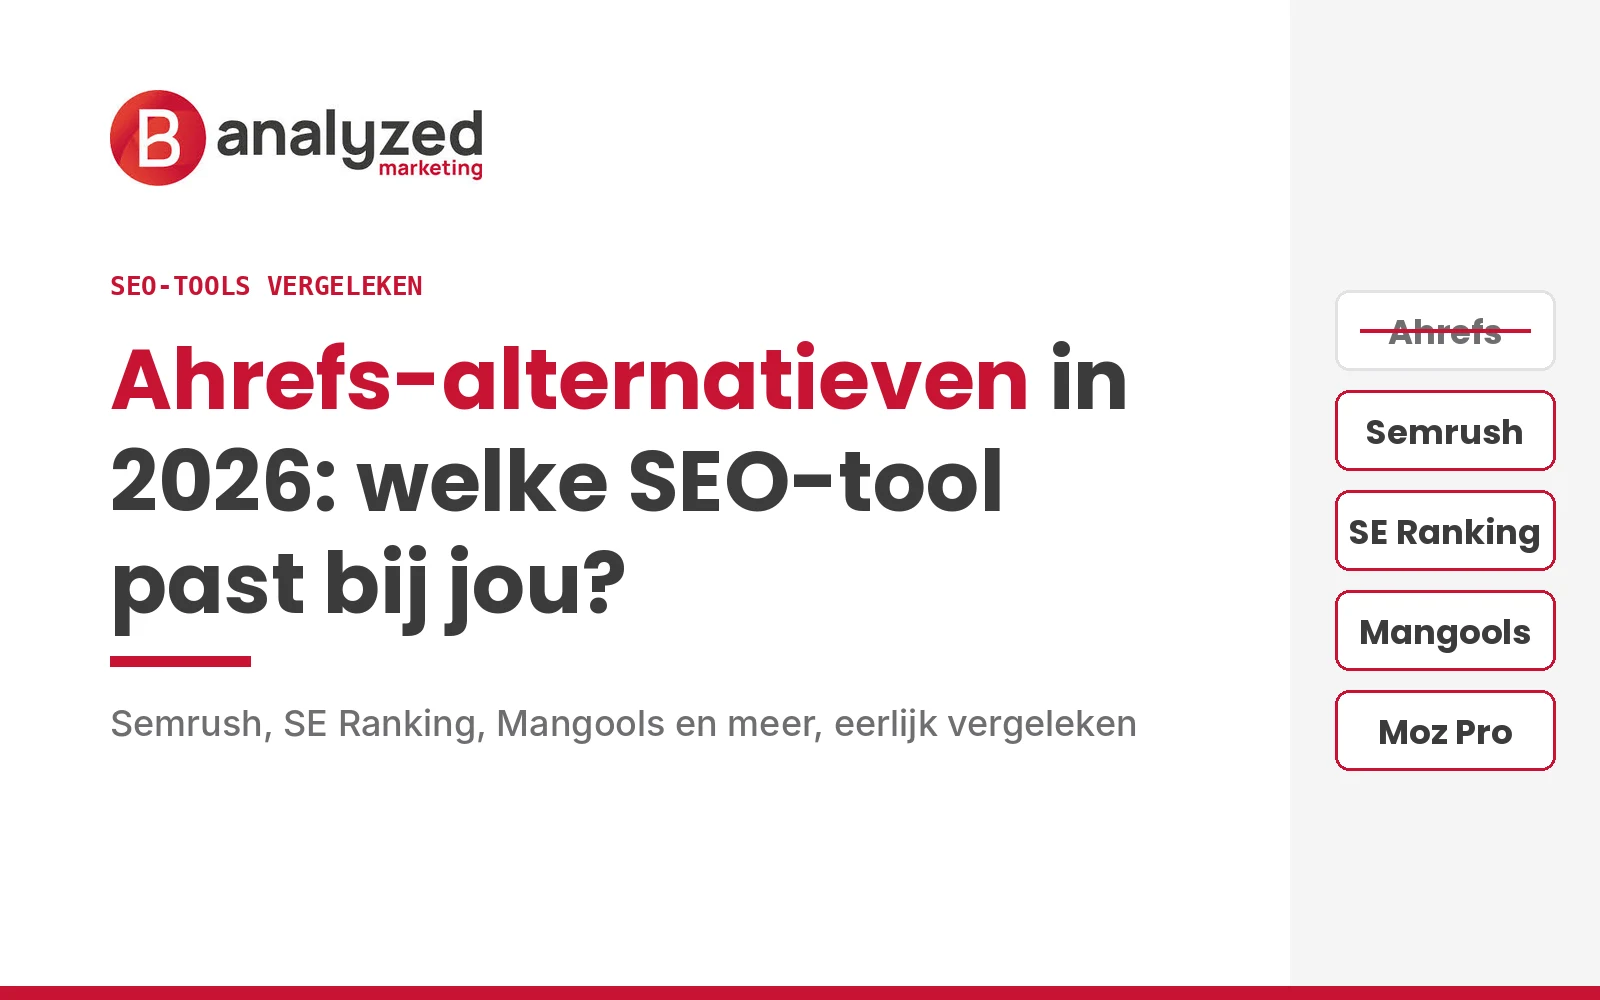 B analyzed
marketing
SEO-TOOLS VERGELEKEN
Ahrefs-alternatieven in
2026: welke SEO-tool
past bij jou?
Semrush, SE Ranking, Mangools en meer, eerlijk vergeleken
Ahrefs
Semrush
SE Ranking
Mangools
Moz Pro